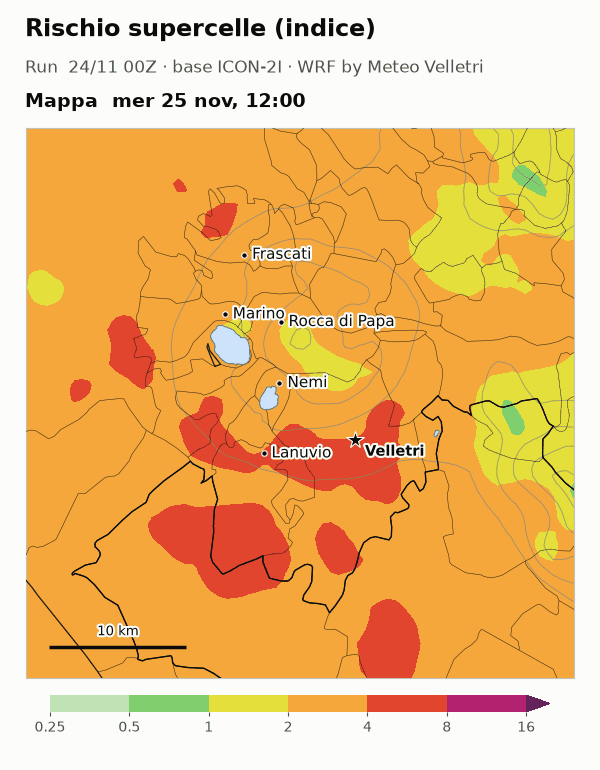 Rischio supercelle (indice)
Run  24/11 00Z · base ICON-2I · WRF by Meteo Velletri
Mappa  mer 25 nov, 12:00
Frascati
Marino
Rocca di Papa
Nemi
Velletri
Lanuvio
10 km
0.25 0.5 1 2 4 8 16